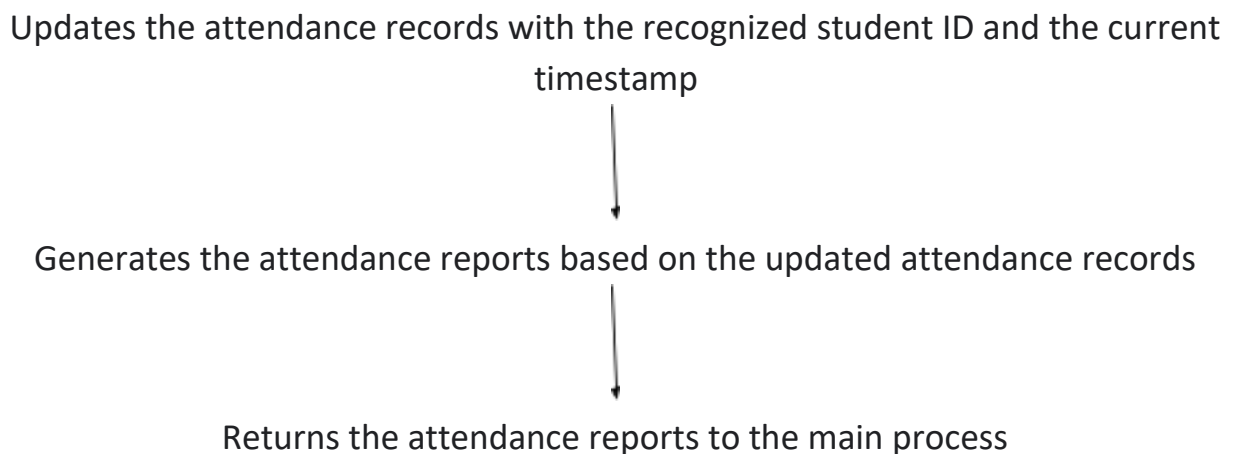 Updates the attendance records with the recognized student ID and the current
timestamp
Generates the attendance reports based on the updated attendance records
Returns the attendance reports to the main process